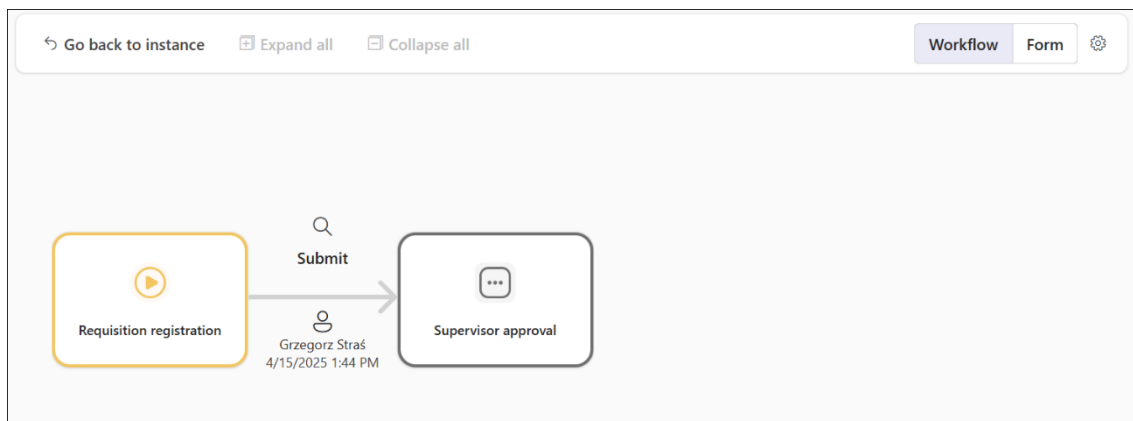 Go back to instance
Expand all
Collapse all
Workflow
Form
Submit
Requisition registration
Grzegorz Straś
4/15/2025 1:44 PM
Supervisor approval